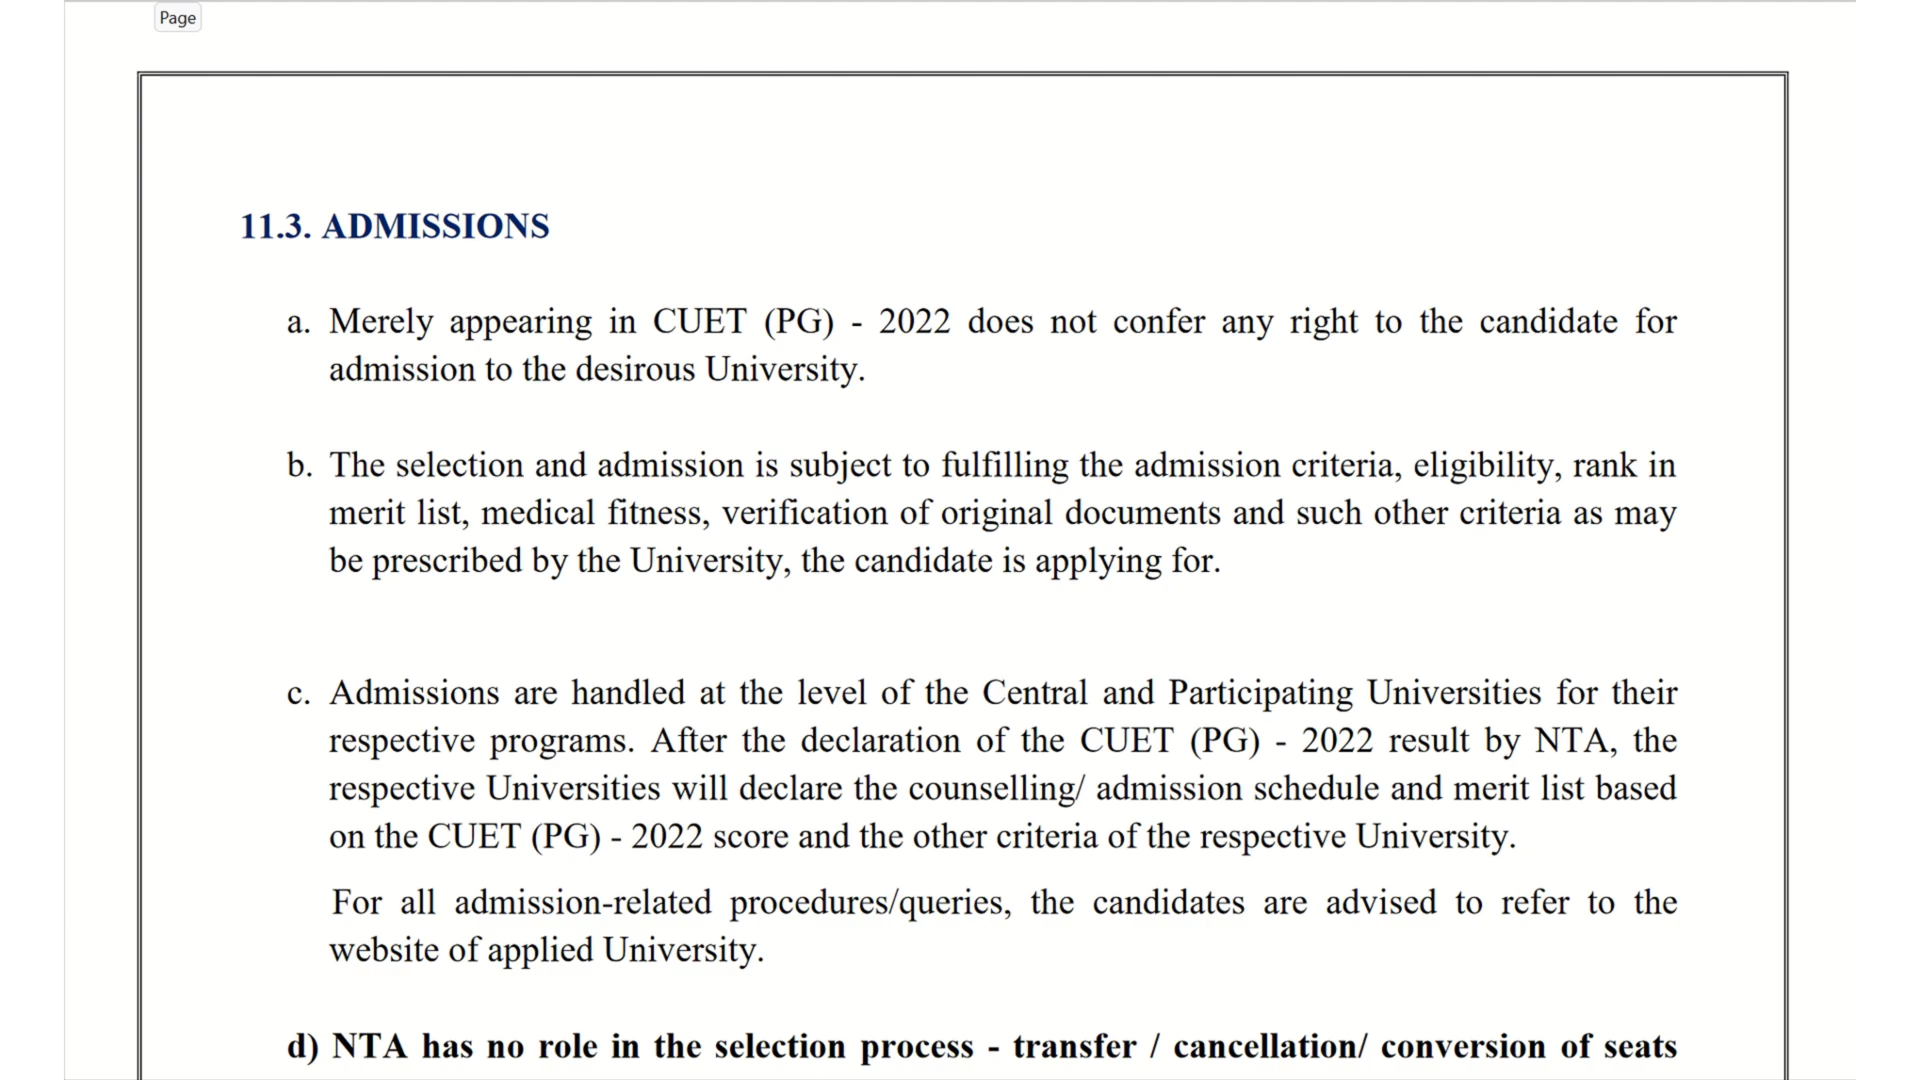 Page
11.3. ADMISSIONS
a. Merely appearing in CUET (PG) - 2022 does not confer any right to the candidate for
admission to the desirous University.
b. The selection and admission is subject to fulfilling the admission criteria, eligibility, rank in
merit list, medical fitness, verification of original documents and such other criteria as may
be prescribed by the University, the candidate is applying for.
c. Admissions are handled at the level of the Central and Participating Universities for their
respective programs. After the declaration of the CUET (PG) - 2022 result by NTA, the
respective Universities will declare the counselling/ admission schedule and merit list based
on the CUET (PG) - 2022 score and the other criteria of the respective University.
For all admission-related procedures/queries, the candidates are advised to refer to the
website of applied University.
d) NTA has no role in the selection process - transfer / cancellation/ conversion of seats